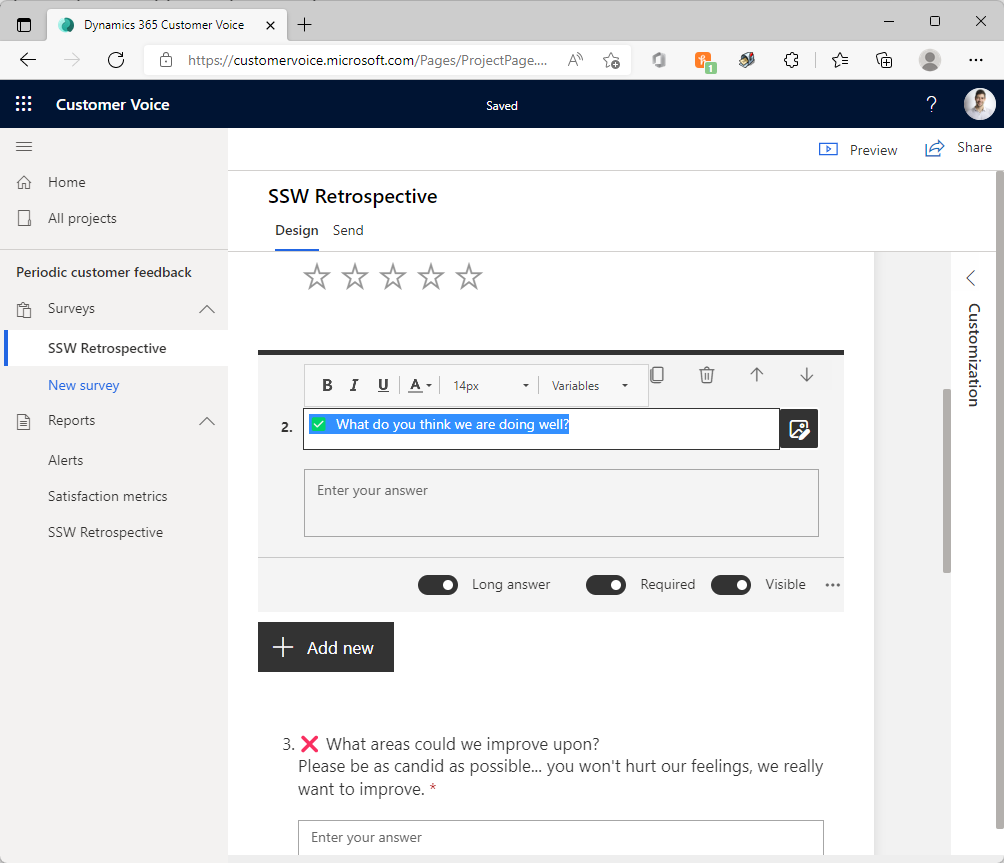 Dynamics 365 Customer Voice
https://customervoice.microsoft.com/Pages/ProjectPage....
1
Customer Voice
Saved
?
Preview
Share
Home
All projects
Periodic customer feedback
Surveys
SSW Retrospective
New survey
Reports
Alerts
Satisfaction metrics
SSW Retrospective
SSW Retrospective
Design Send
Customization
B I U A 14px Variables
2. ✅ What do you think we are doing well?
Enter your answer
Long answer Required Visible
Add new
3. ❌ What areas could we improve upon?
Please be as candid as possible... you won't hurt our feelings, we really
want to improve. *
Enter your answer